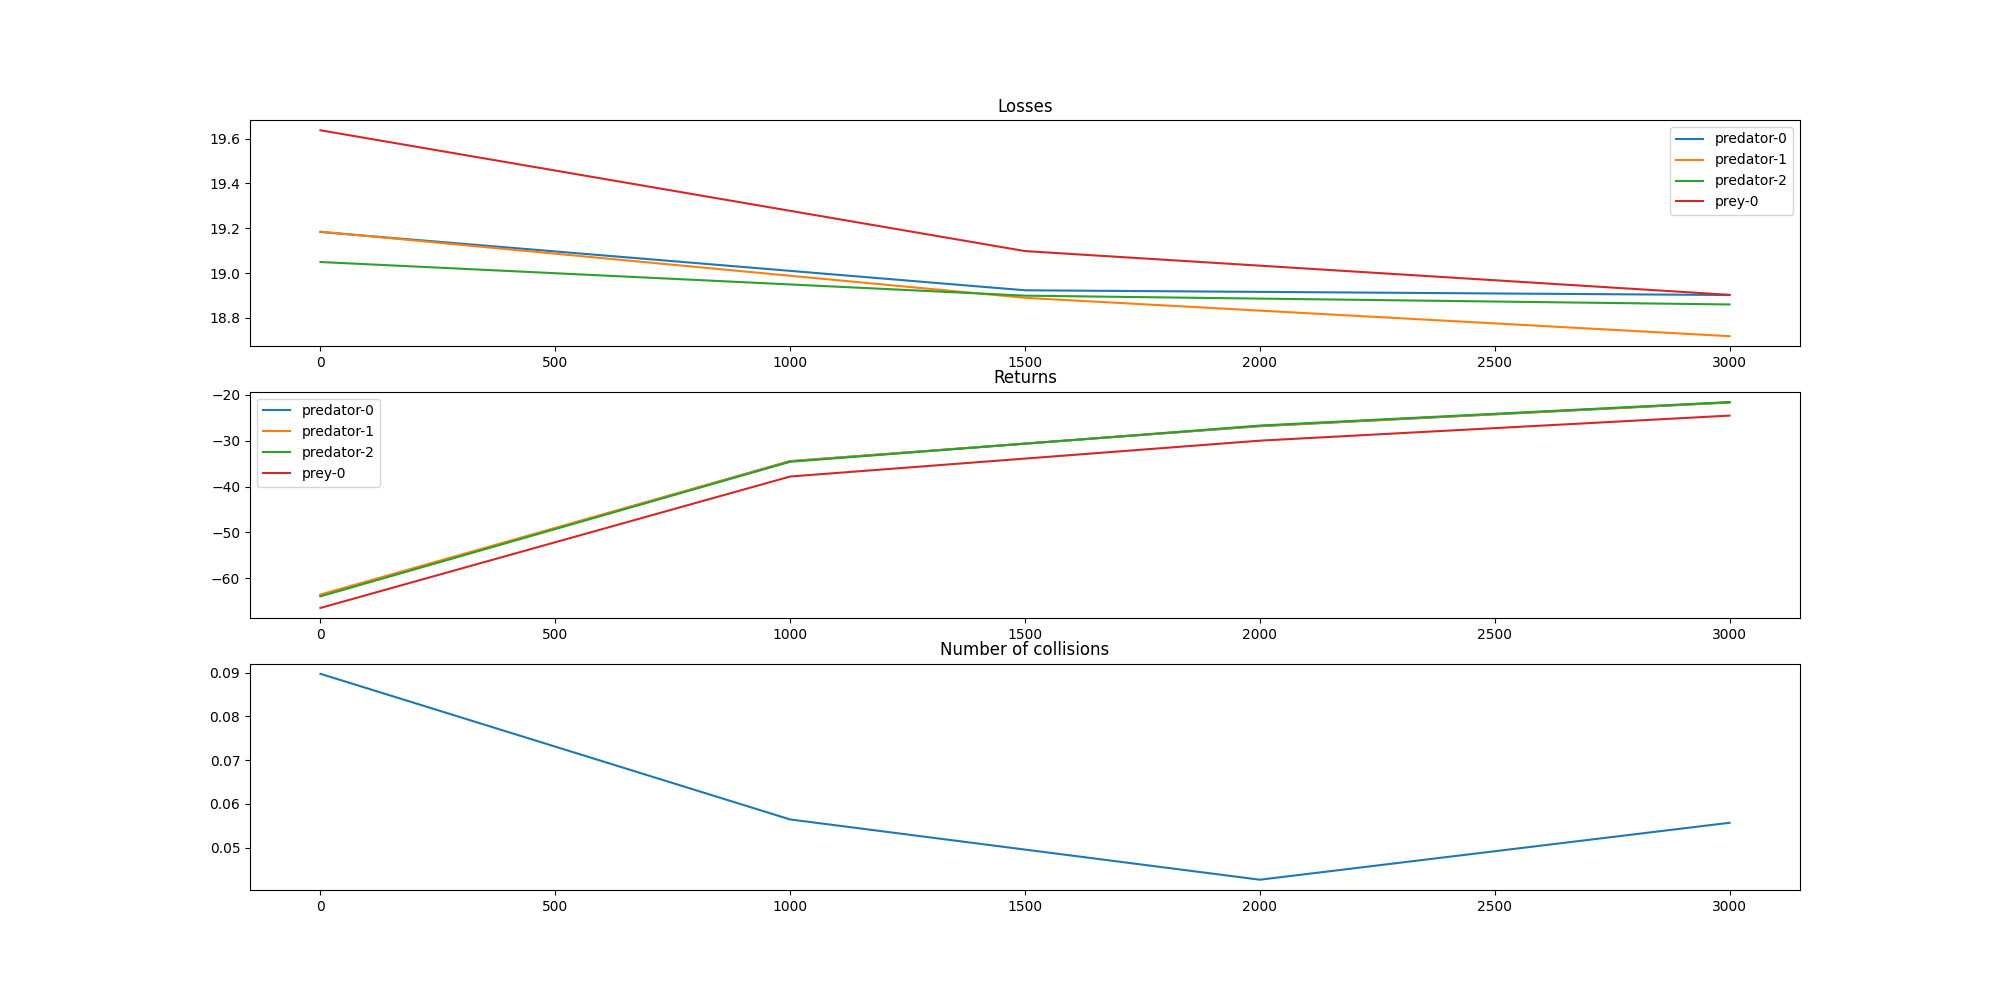 Losses
19.6
19.4
19.2
19.0
18.8
predator-0
predator-1
predator-2
prey-0
0 500 1000 1500 2000 2500 3000
Returns
−20
−30
−40
−50
−60
predator-0
predator-1
predator-2
prey-0
0 500 1000 1500 2000 2500 3000
Number of collisions
0.09
0.08
0.07
0.06
0.05
0 500 1000 1500 2000 2500 3000